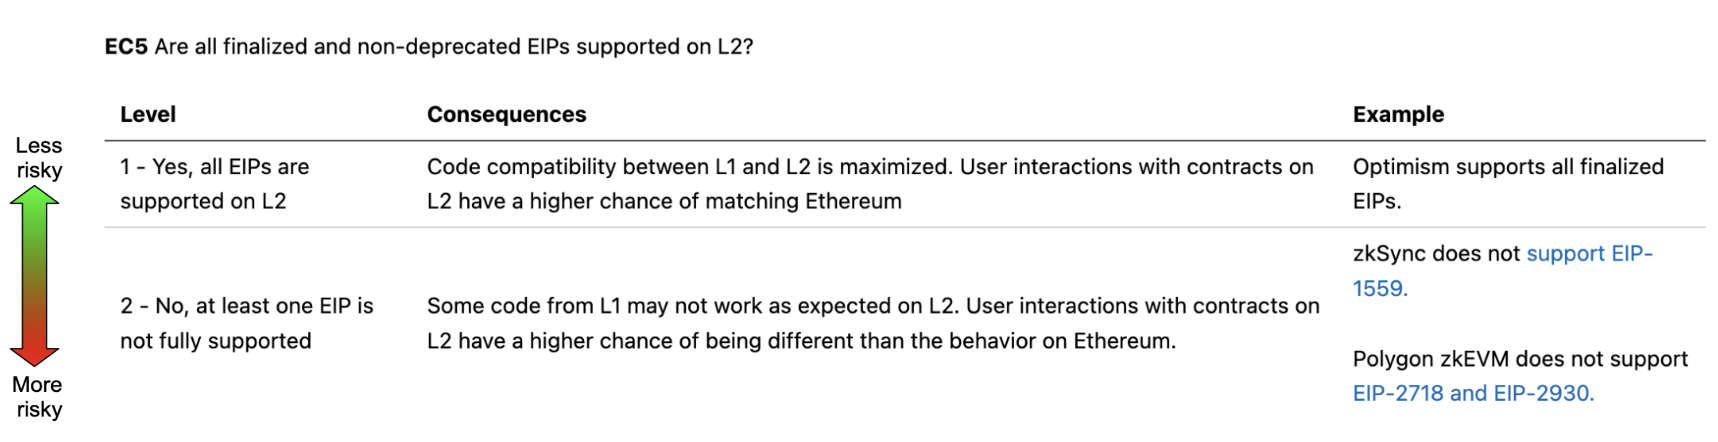 EC5 Are all finalized and non-deprecated EIPs supported on L2?
Level Consequences Example
Less
risky
1 - Yes, all EIPs are
supported on L2
Code compatibility between L1 and L2 is maximized. User interactions with contracts on
L2 have a higher chance of matching Ethereum
Optimism supports all finalized
EIPs.
2 - No, at least one EIP is
not fully supported
Some code from L1 may not work as expected on L2. User interactions with contracts on
L2 have a higher chance of being different than the behavior on Ethereum.
zkSync does not support EIP-
1559.
Polygon zkEVM does not support
EIP-2718 and EIP-2930.
More
risky